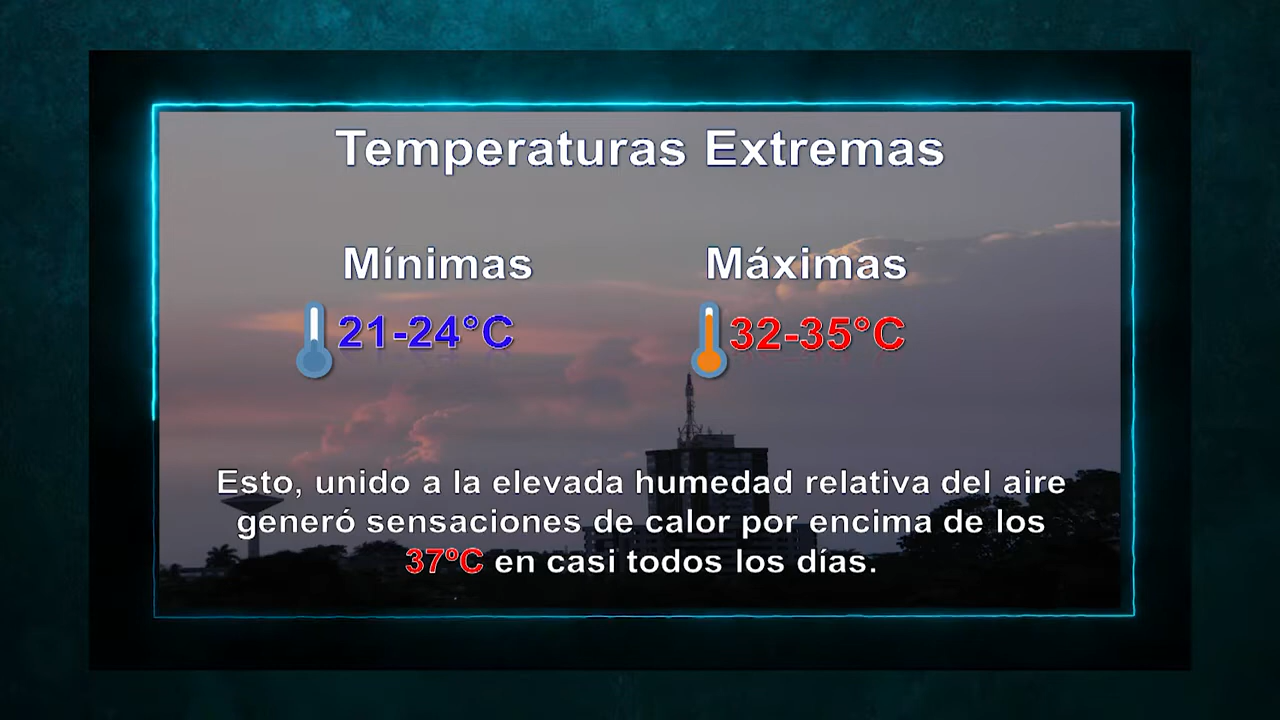 Temperaturas Extremas
Mínimas
Máximas
21-24°C
32-35°C
Esto, unido a la elevada humedad relativa del aire
generó sensaciones de calor por encima de los
37ºC en casi todos los días.